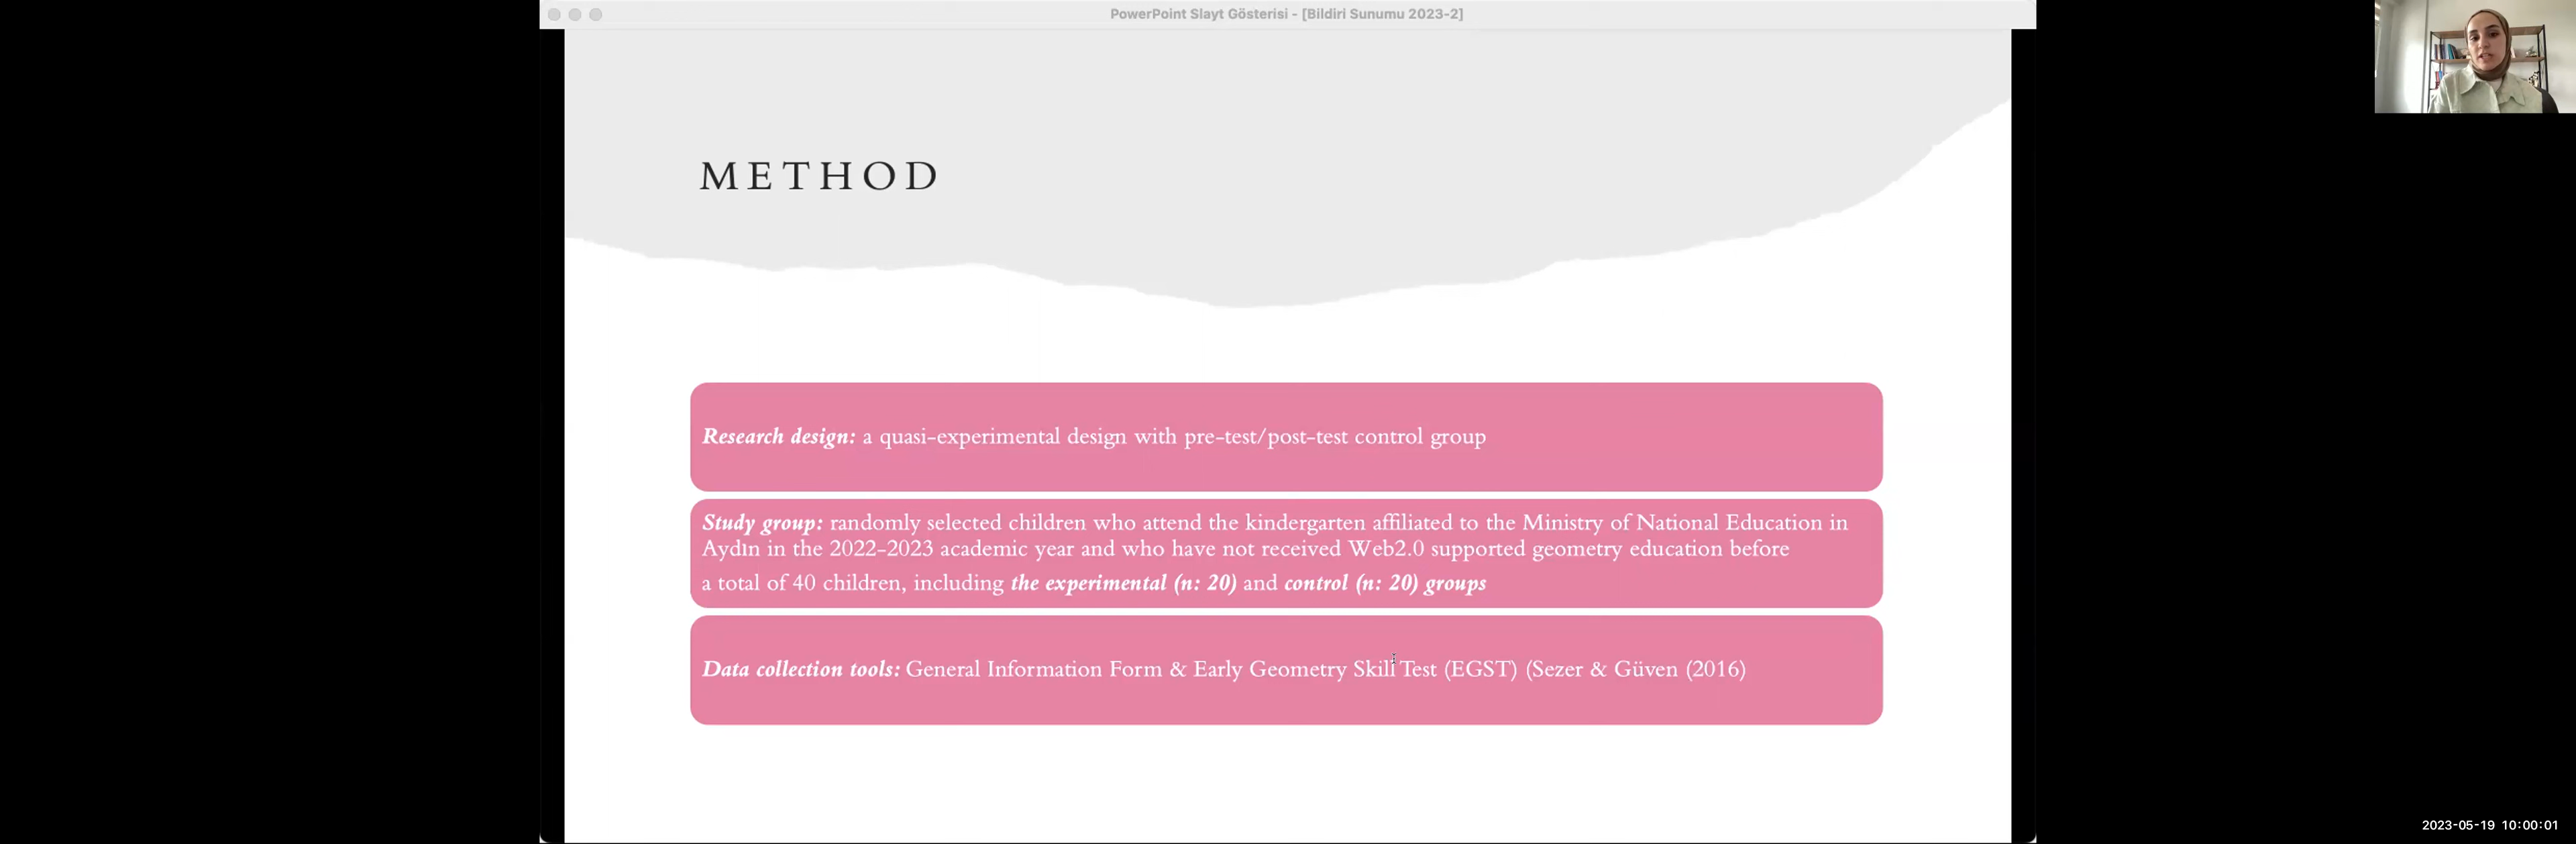 PowerPoint Slayt Gösterisi - [Bildiri Sunumu 2023-2]
METHOD
Research design: a quasi-experimental design with pre-test/post-test control group
Study group: randomly selected children who attend the kindergarten affiliated to the Ministry of National Education in
Aydın in the 2022-2023 academic year and who have not received Web2.0 supported geometry education before
a total of 40 children, including the experimental (n: 20) and control (n: 20) groups
Data collection tools: General Information Form & Early Geometry Skill Test (EGST) (Sezer & Güven (2016)
2023-05-19 10:00:01